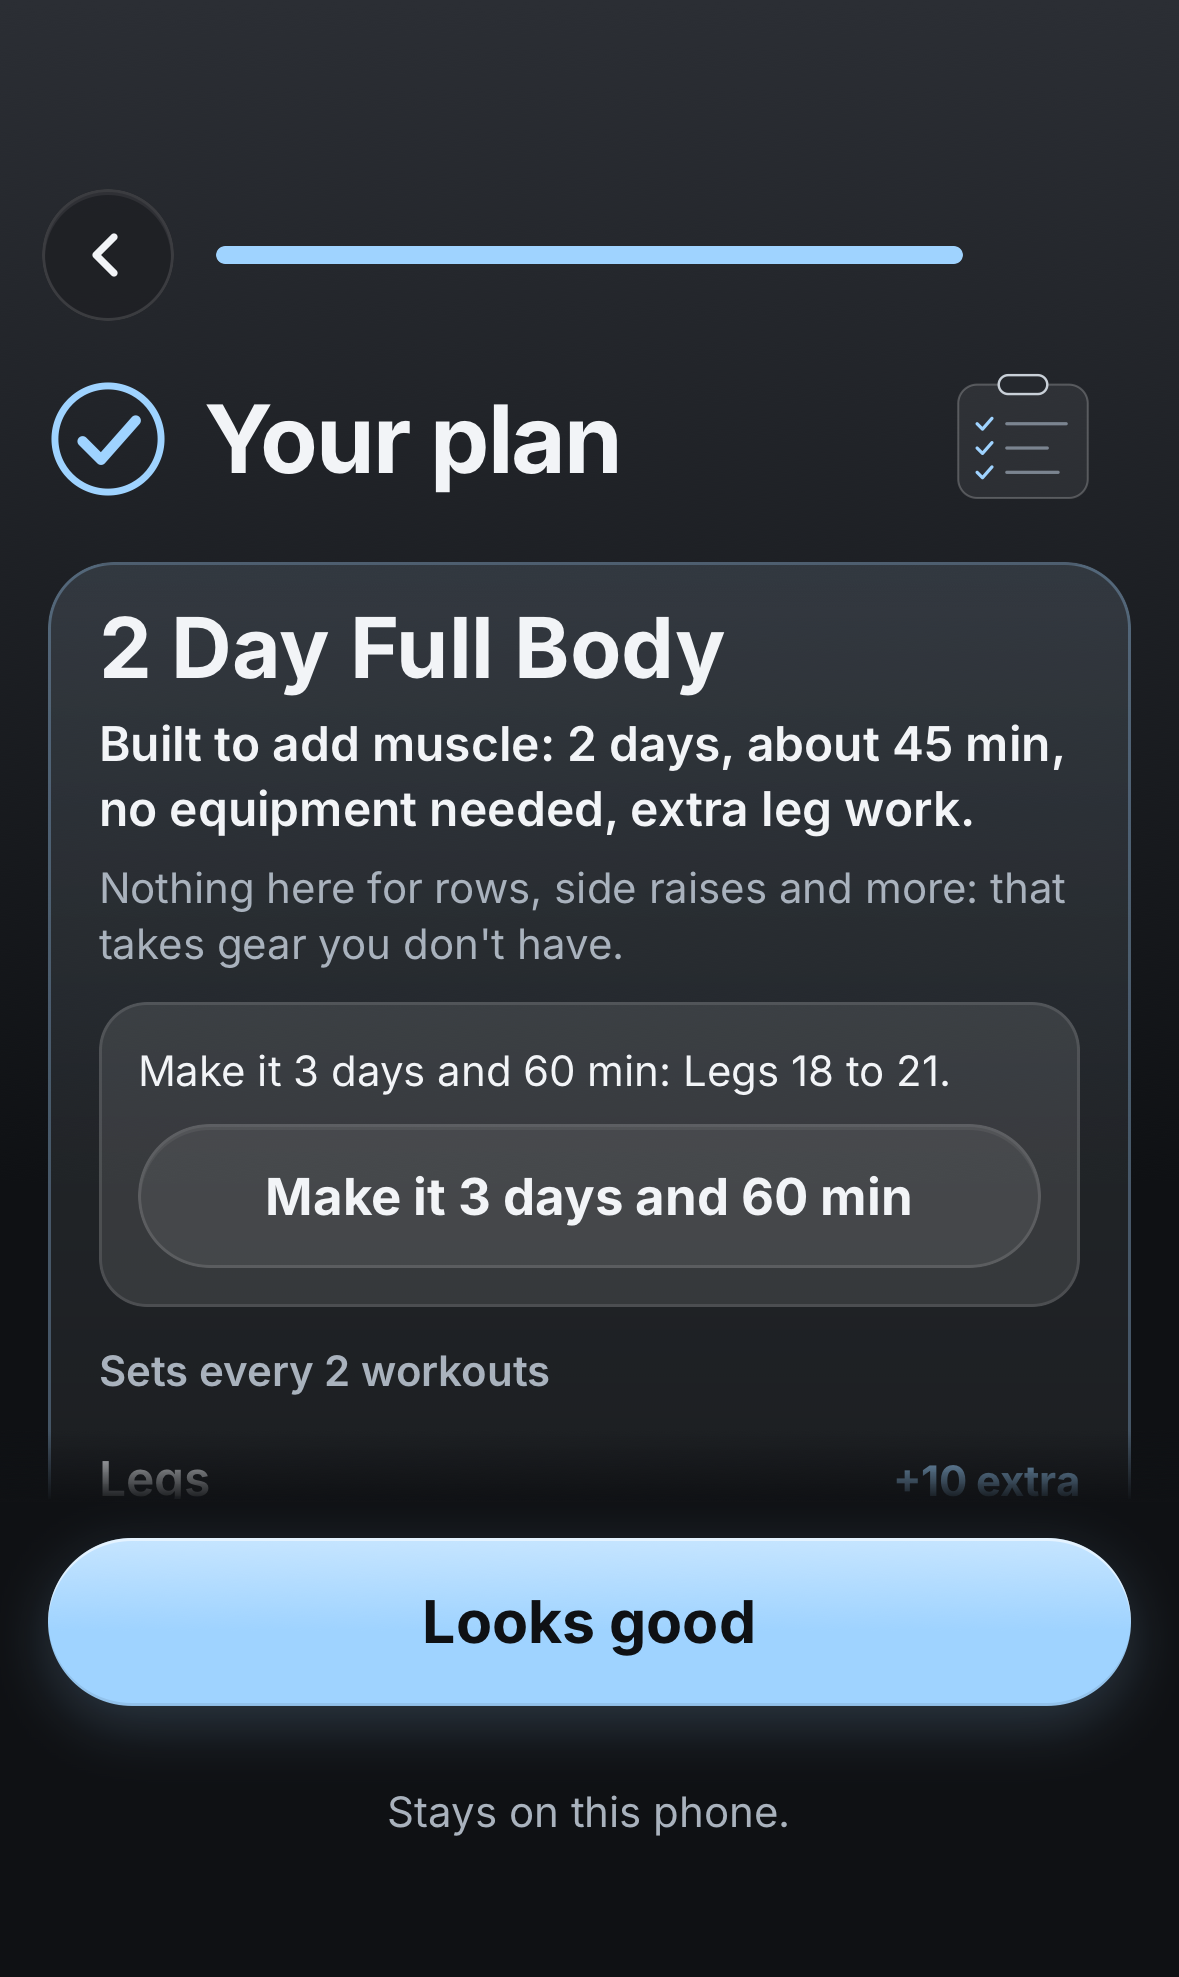 Your plan
2 Day Full Body
Built to add muscle: 2 days, about 45 min,
no equipment needed, extra leg work.
Nothing here for rows, side raises and more: that
takes gear you don't have.
Make it 3 days and 60 min: Legs 18 to 21.
Make it 3 days and 60 min
Sets every 2 workouts
Legs +10 extra
Looks good
Stays on this phone.